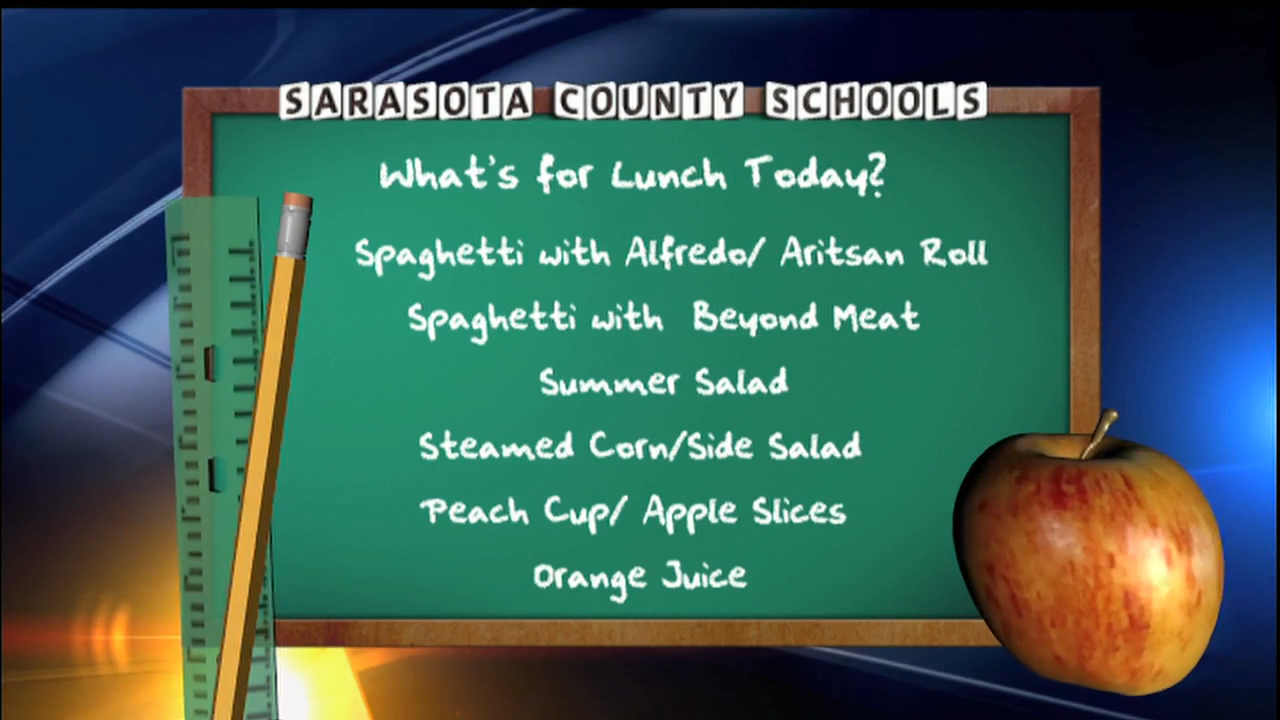 SARASOTA COUNTY SCHOOLS
What's for Lunch Today?
Spaghetti with Alfredo/ Aritsan Roll
Spaghetti with Beyond Meat
Summer Salad
Steamed Corn/Side Salad
Peach Cup/ Apple Slices
Orange Juice